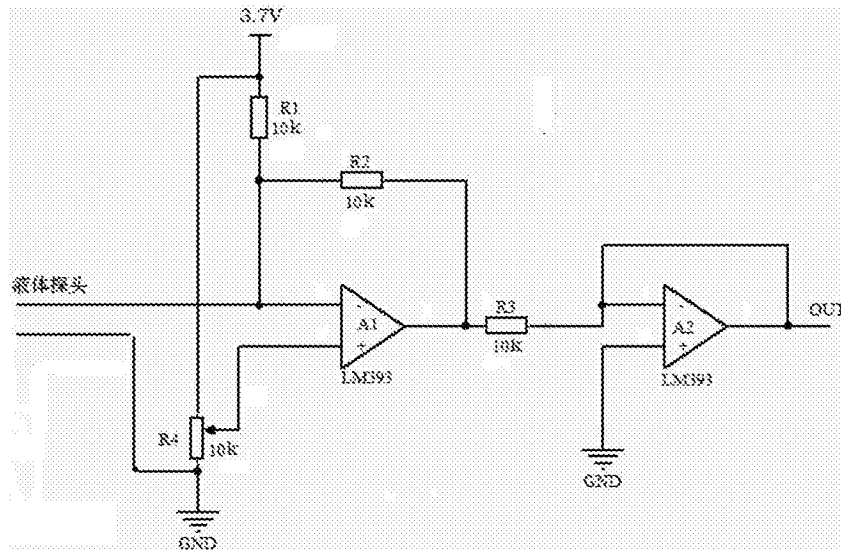 3.7V
R1
10k
R2
10k
液体探头
-
A1
+
LM393
R3
10k
-
A2
+
LM393
OUT
R4
10k
GND
GND